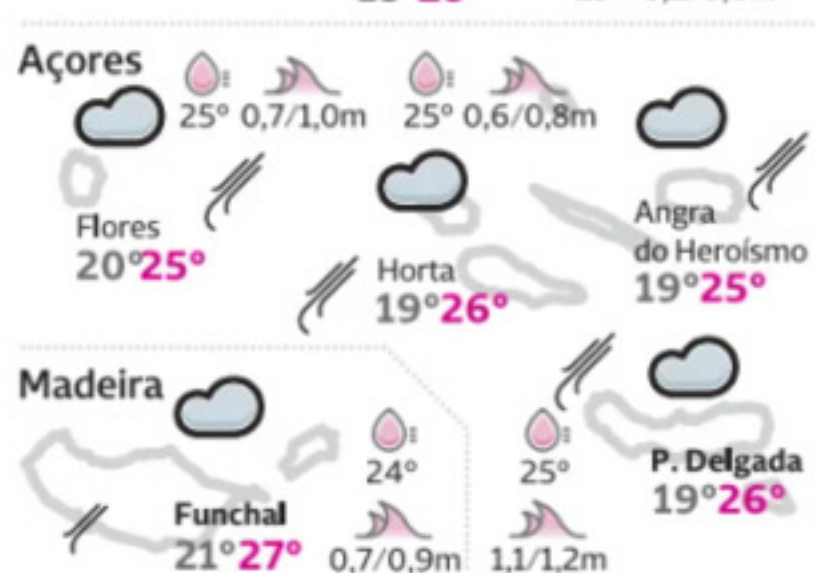 Açores
25° 0,7/1,0m
25° 0,6/0,8m
Flores
20° 25°
Horta
19° 26°
Angra
do Heroísmo
19° 25°
Madeira
Funchal
21° 27°
24°
0,7/0,9m
25°
1,1/1,2m
P. Delgada
19° 26°